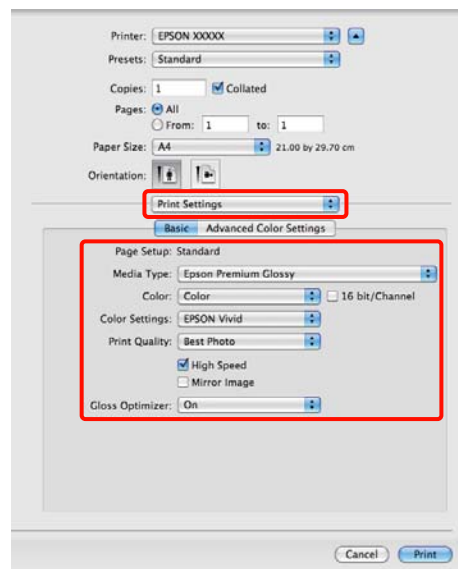 Printer: EPSON XXXXX
Presets: Standard
Copies: 1 Collated
Pages: All
From: 1 to: 1
Paper Size: A4 21.00 by 29.70 cm
Orientation:
Print Settings
Basic Advanced Color Settings
Page Setup: Standard
Media Type: Epson Premium Glossy
Color: Color 16 bit/Channel
Color Settings: EPSON Vivid
Print Quality: Best Photo
High Speed
Mirror Image
Gloss Optimizer: On
Cancel Print